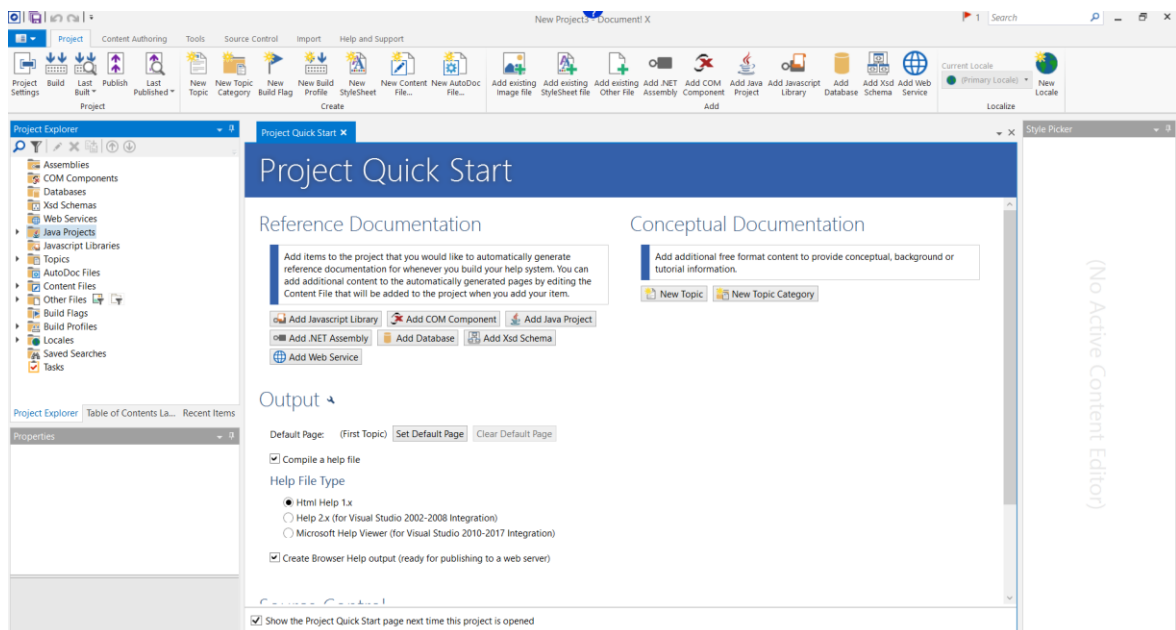 New Project3 - Document! X
1 Search
Project Content Authoring Tools Source Control Import Help and Support
Project Settings
Build
Last Built
Publish
Last Published
New Topic
New Topic Category
New Build Flag
New Build Profile
New StyleSheet
New Content File...
New AutoDoc File...
Add existing Image file
Add existing StyleSheet file
Add existing Other File
Add .NET Assembly
Add COM Component
Add Java Project
Add Javascript Library
Add Database
Add Xsd Schema
Add Web Service
Current Locale
(Primary Locale)
New Locale
Project Create Add Localize
Project Explorer
Assemblies
COM Components
Databases
Xsd Schemas
Web Services
Java Projects
Javascript Libraries
Topics
AutoDoc Files
Content Files
Other Files
Build Flags
Build Profiles
Locales
Saved Searches
Tasks
Project Explorer Table of Contents La... Recent Items
Properties
Project Quick Start
Project Quick Start
Reference Documentation
Add items to the project that you would like to automatically generate
reference documentation for whenever you build your help system. You can
add additional content to the automatically generated pages by editing the
Content File that will be added to the project when you add your item.
Add Javascript Library Add COM Component Add Java Project
Add .NET Assembly Add Database Add Xsd Schema
Add Web Service
Conceptual Documentation
Add additional free format content to provide conceptual, background or
tutorial information.
New Topic New Topic Category
Output
Default Page: (First Topic) Set Default Page Clear Default Page
Compile a help file
Help File Type
Html Help 1.x
Help 2.x (for Visual Studio 2002-2008 Integration)
Microsoft Help Viewer (for Visual Studio 2010-2017 Integration)
Create Browser Help output (ready for publishing to a web server)
Show the Project Quick Start page next time this project is opened
Style Picker
(No Active Content Editor)